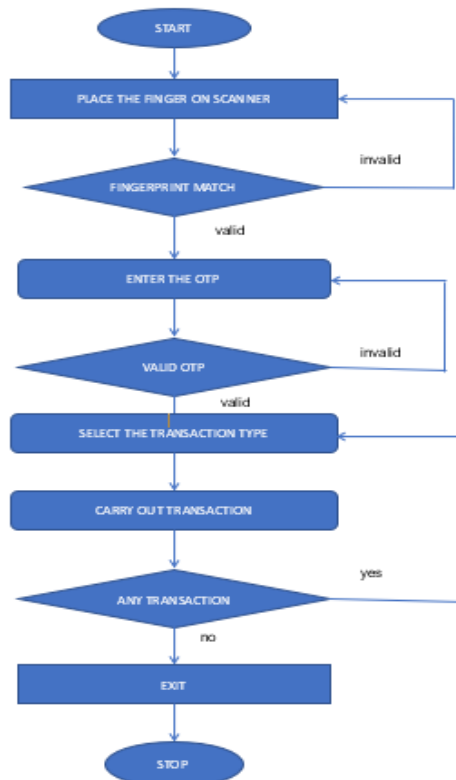 START
PLACE THE FINGER ON SCANNER
invalid
FINGERPRINT MATCH
valid
ENTER THE OTP
invalid
VALID OTP
valid
SELECT THE TRANSACTION TYPE
CARRY OUT TRANSACTION
yes
ANY TRANSACTION
no
EXIT
STOP